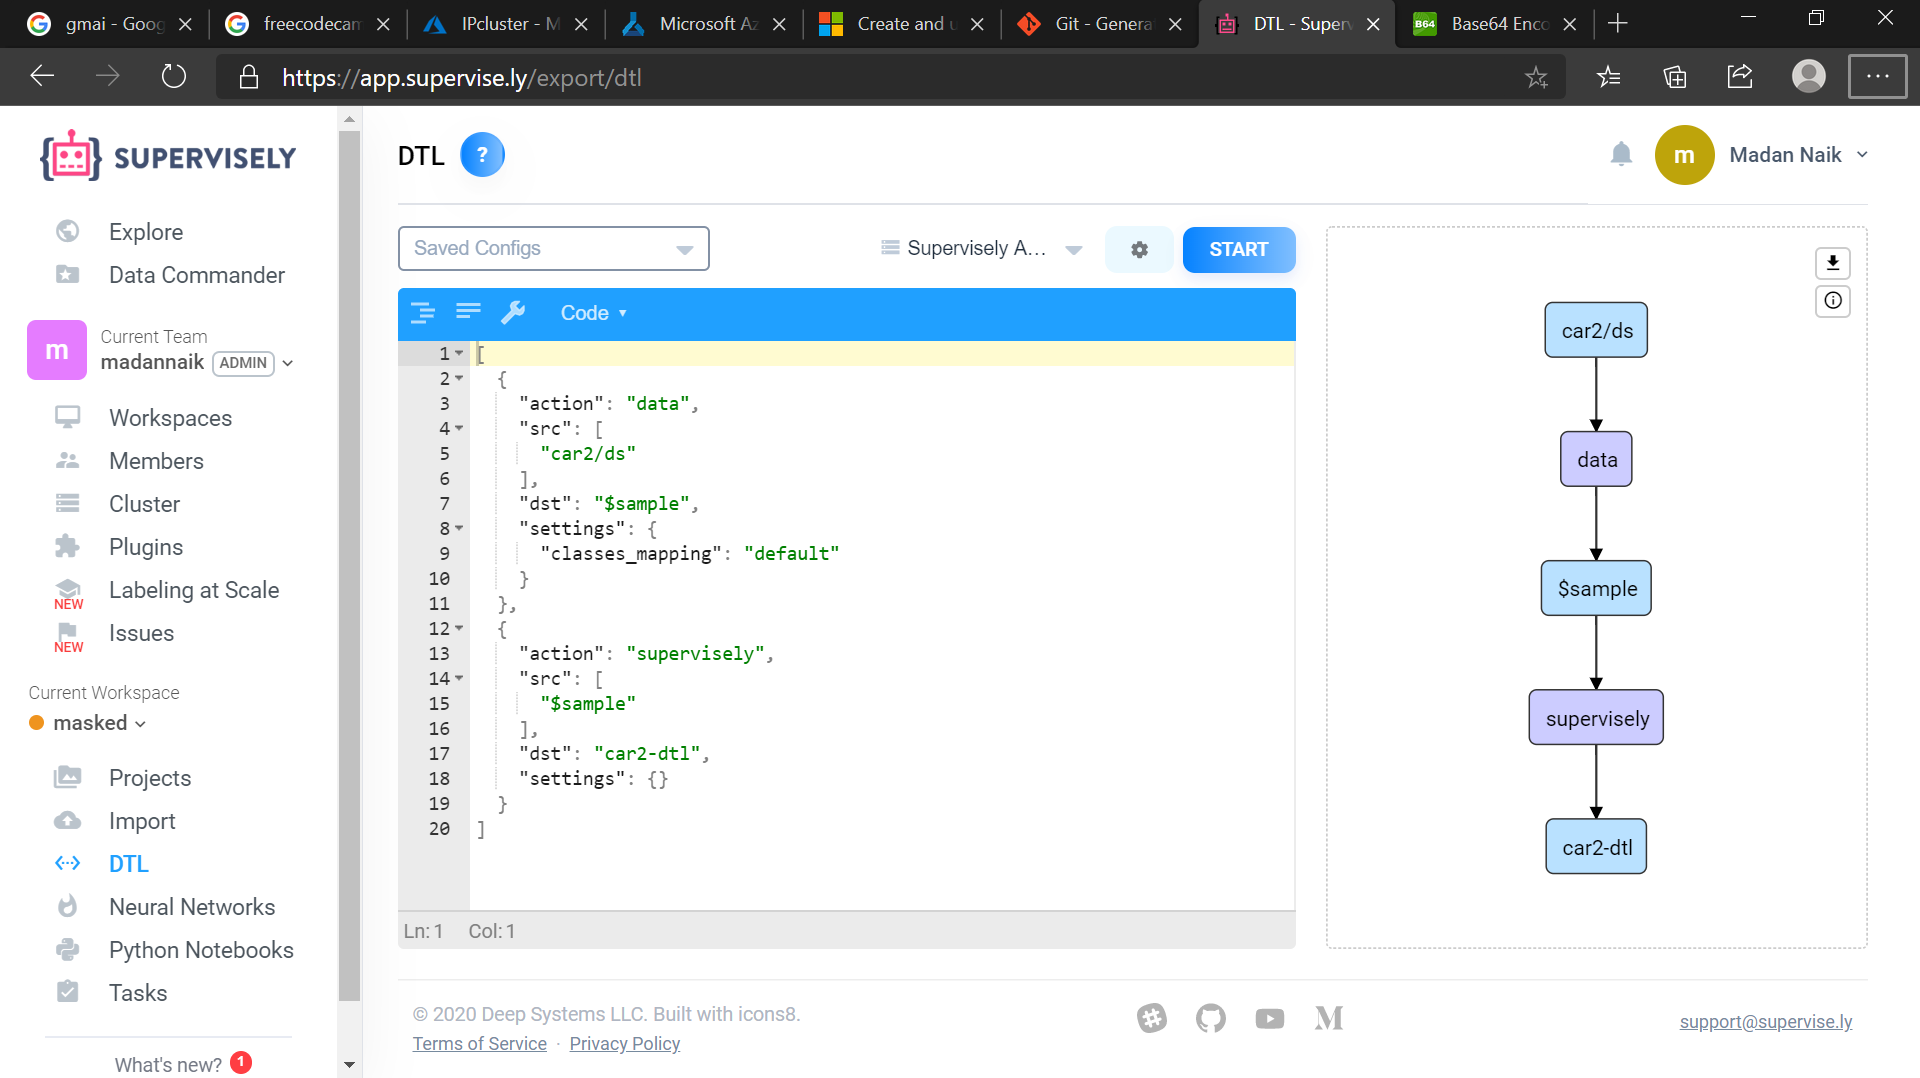 gmai - Goog
freecodecam
IPcluster - M
Microsoft Az
Create and u
Git - Genera
DTL - Superv
B64
Base64 Enco
https://app.supervise.ly/export/dtl
SUPERVISELY
DTL ?
m
Madan Naik
Explore
Data Commander
m
Current Team
madannaik ADMIN
Workspaces
Members
Cluster
Plugins
Labeling at Scale
NEW
Issues
NEW
Current Workspace
masked
Projects
Import
DTL
Neural Networks
Python Notebooks
Tasks
What's new? 1
Saved Configs
Supervisely A...
START
Code
1 [
2 {
3 "action": "data",
4 "src": [
5 "car2/ds"
6 ],
7 "dst": "$sample",
8 "settings": {
9 "classes_mapping": "default"
10 }
11 },
12 {
13 "action": "supervisely",
14 "src": [
15 "$sample"
16 ],
17 "dst": "car2-dtl",
18 "settings": {}
19 }
20 ]
Ln: 1 Col: 1
car2/ds
data
$sample
supervisely
car2-dtl
© 2020 Deep Systems LLC. Built with icons8.
Terms of Service · Privacy Policy
support@supervise.ly